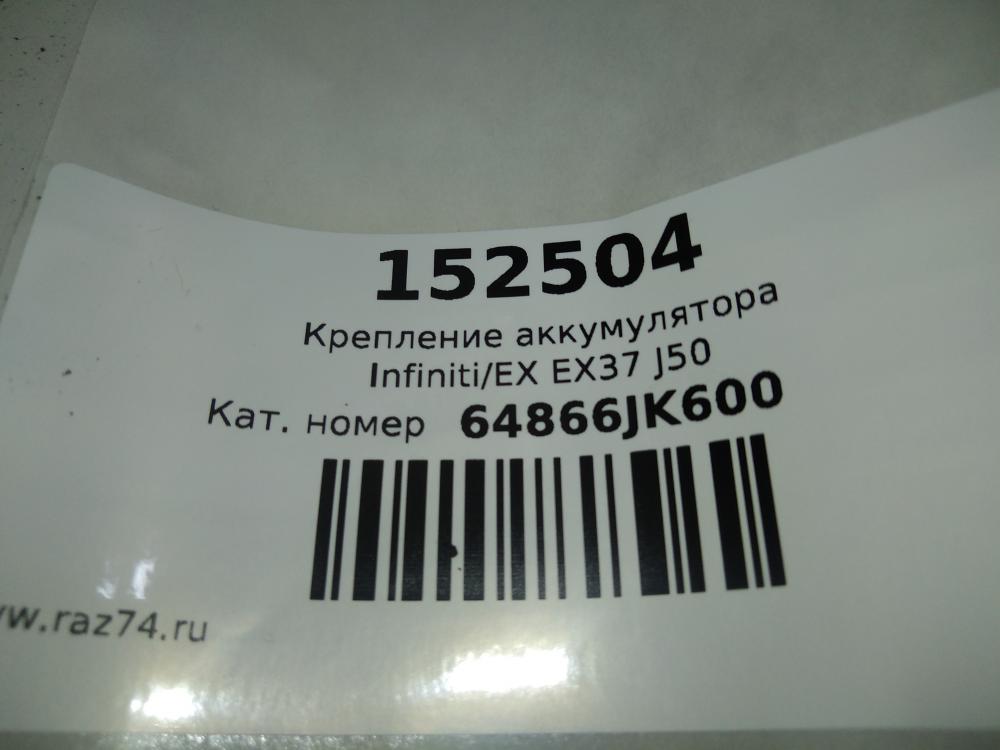 152504
Крепление аккумулятора
Infiniti/EX EX37 J50
Кат. номер 64866JK600
w.raz74.ru